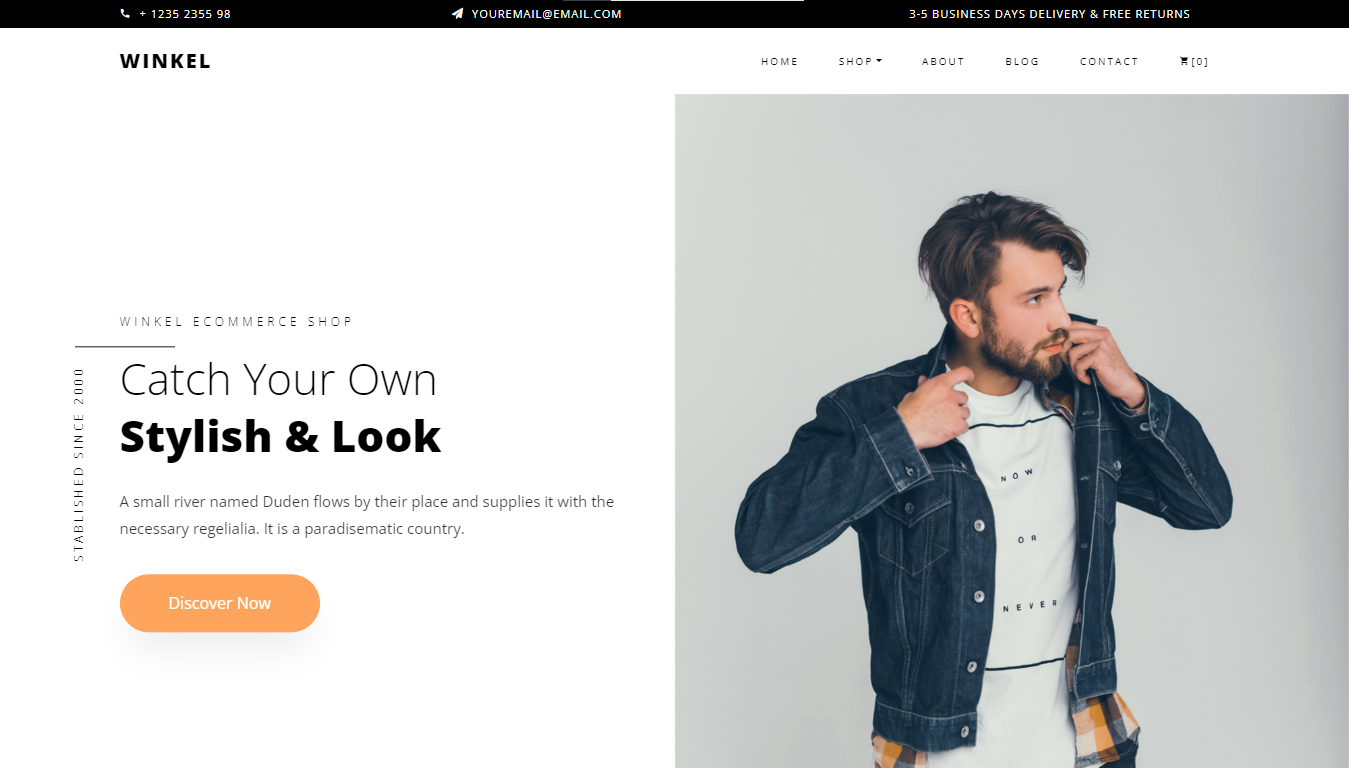 + 1235 2355 98
YOUREMAIL@EMAIL.COM
3-5 BUSINESS DAYS DELIVERY & FREE RETURNS
WINKEL
HOME
SHOP
ABOUT
BLOG
CONTACT
[0]
WINKEL ECOMMERCE SHOP
STABLISHED SINCE 2000
Catch Your Own
Stylish & Look
A small river named Duden flows by their place and supplies it with the
necessary regelialia. It is a paradisematic country.
Discover Now
NOW
OR
NEVER